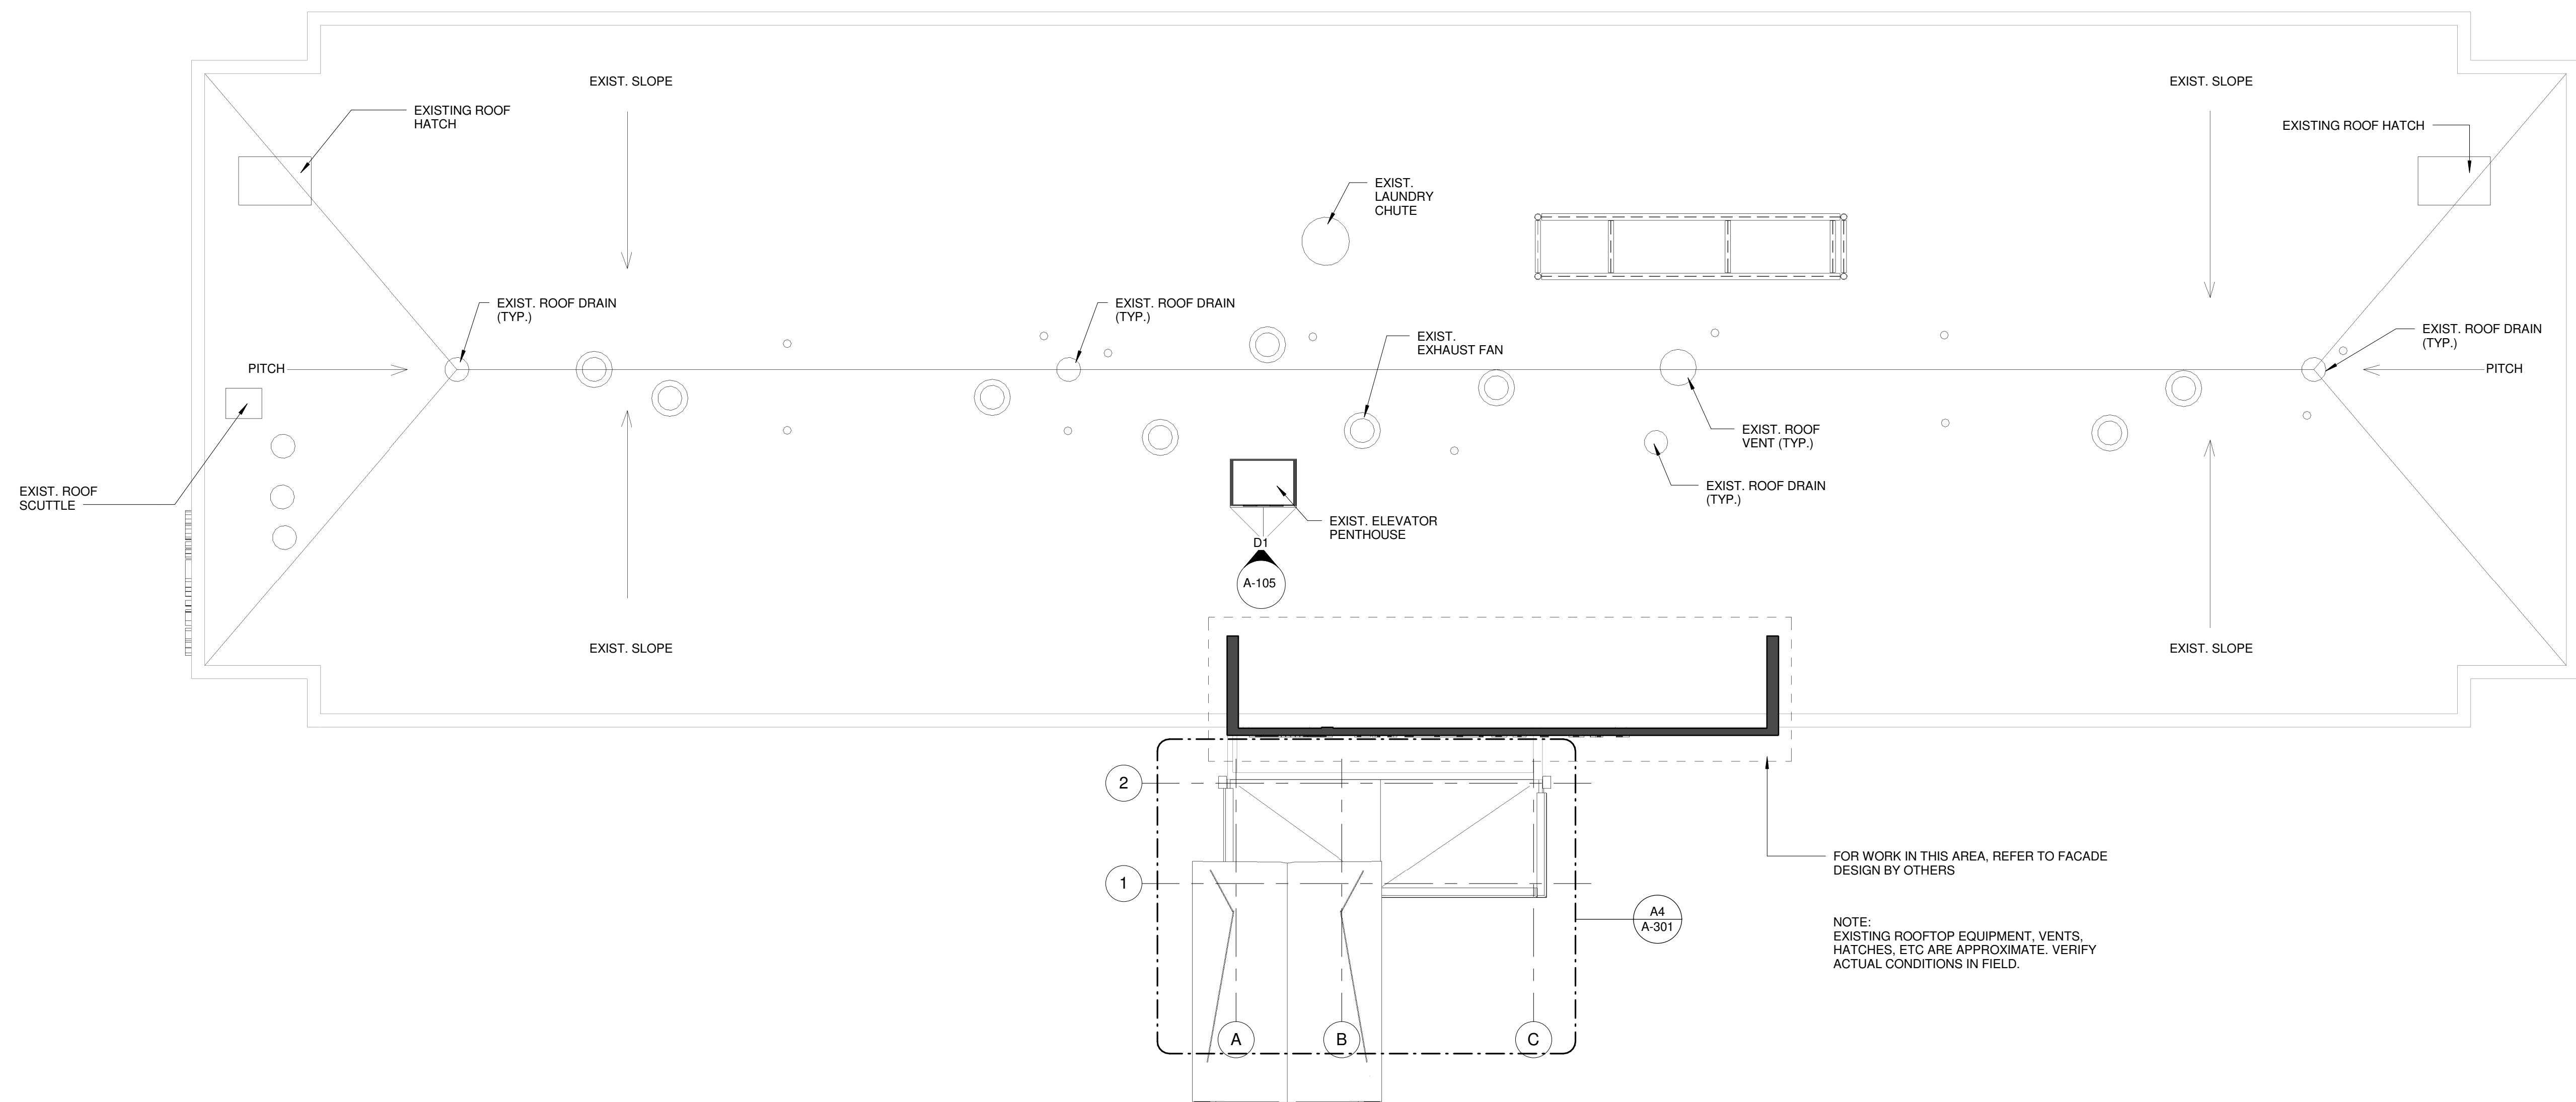 EXIST. SLOPE
EXIST. SLOPE
EXISTING ROOF
HATCH
EXISTING ROOF HATCH
EXIST.
LAUNDRY
CHUTE
EXIST. ROOF DRAIN
(TYP.)
EXIST. ROOF DRAIN
(TYP.)
EXIST.
EXHAUST FAN
EXIST. ROOF DRAIN
(TYP.)
PITCH
PITCH
EXIST. ROOF
VENT (TYP.)
EXIST. ROOF
SCUTTLE
EXIST. ROOF DRAIN
(TYP.)
EXIST. ELEVATOR
PENTHOUSE
D1
A-105
EXIST. SLOPE
EXIST. SLOPE
2
1
FOR WORK IN THIS AREA, REFER TO FACADE
DESIGN BY OTHERS
A4
A-301
NOTE:
EXISTING ROOFTOP EQUIPMENT, VENTS,
HATCHES, ETC ARE APPROXIMATE. VERIFY
ACTUAL CONDITIONS IN FIELD.
A
B
C